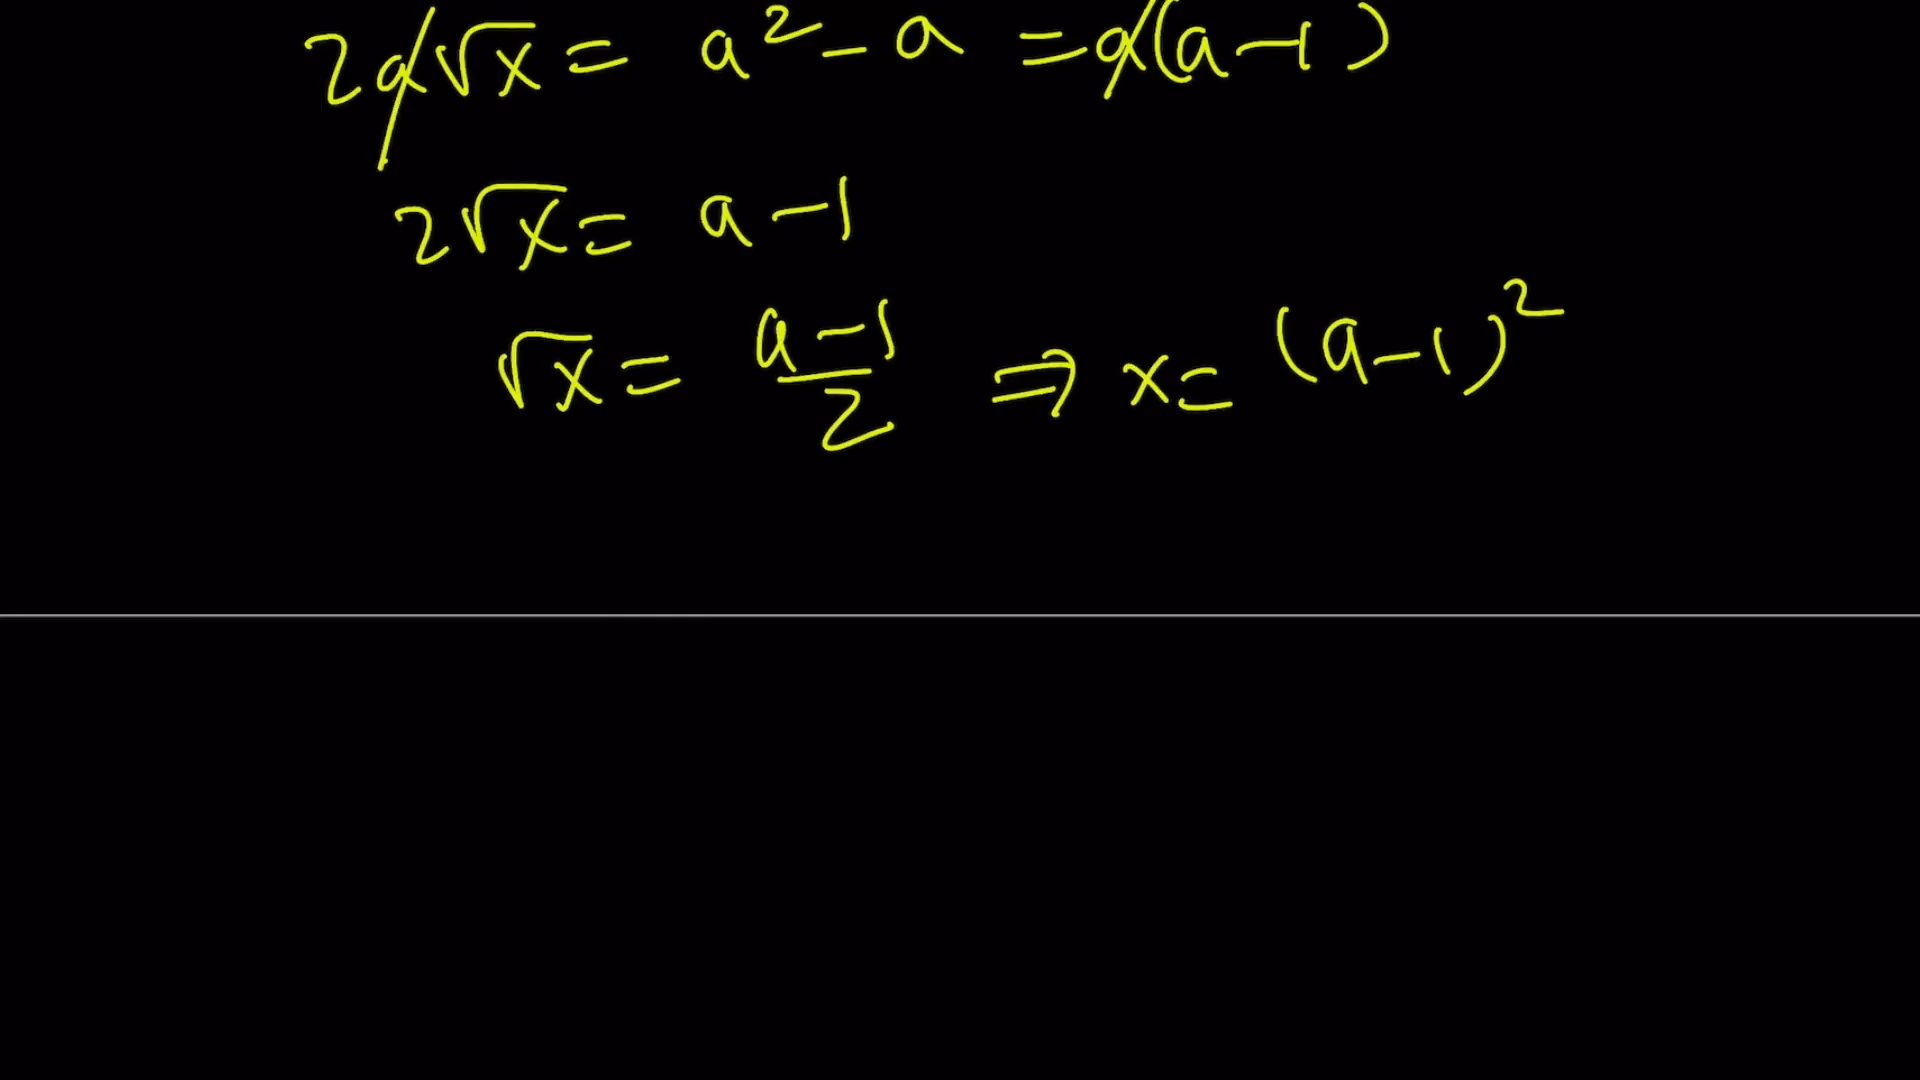 2a√x = a² - a = a(a-1)
2√x = a-1
√x = a-1/2 ⇒ x = (a-1)²